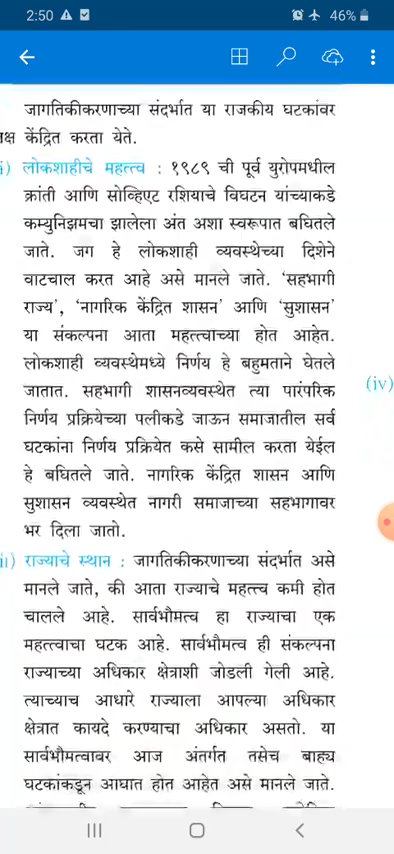 2:50
46%
जागतिकीकरणाच्या संदर्भात या राजकीय घटकांवर
केंद्रित करता येते.
लोकशाहीचे महत्त्व : १९८९ ची पूर्व युरोपमधील
क्रांती आणि सोव्हिएट रशियाचे विघटन यांच्याकडे
कम्युनिझमचा झालेला अंत अशा स्वरूपात बघितले
जाते. जग हे लोकशाही व्यवस्थेच्या दिशेने
वाटचाल करत आहे असे मानले जाते. ‘सहभागी
राज्य’, ‘नागरिक केंद्रित शासन’ आणि ‘सुशासन’
या संकल्पना आता महत्त्वाच्या होत आहेत.
लोकशाही व्यवस्थेमध्ये निर्णय हे बहुमताने घेतले
जातात. सहभागी शासनव्यवस्थेत त्या पारंपरिक
निर्णय प्रक्रियेच्या पलीकडे जाऊन समाजातील सर्व
घटकांना निर्णय प्रक्रियेत कसे सामील करता येईल
हे बघितले जाते. नागरिक केंद्रित शासन आणि
सुशासन व्यवस्थेत नागरी समाजाच्या सहभागावर
भर दिला जातो.
राज्याचे स्थान : जागतिकीकरणाच्या संदर्भात असे
मानले जाते, की आता राज्याचे महत्त्व कमी होत
चालले आहे. सार्वभौमत्व हा राज्याचा एक
महत्त्वाचा घटक आहे. सार्वभौमत्व ही संकल्पना
राज्याच्या अधिकार क्षेत्राशी जोडली गेली आहे.
त्याच्याच आधारे राज्याला आपल्या अधिकार
क्षेत्रात कायदे करण्याचा अधिकार असतो. या
सार्वभौमत्वावर आज अंतर्गत तसेच बाह्य
घटकांकडून आघात होत आहेत असे मानले जाते.
(iv)